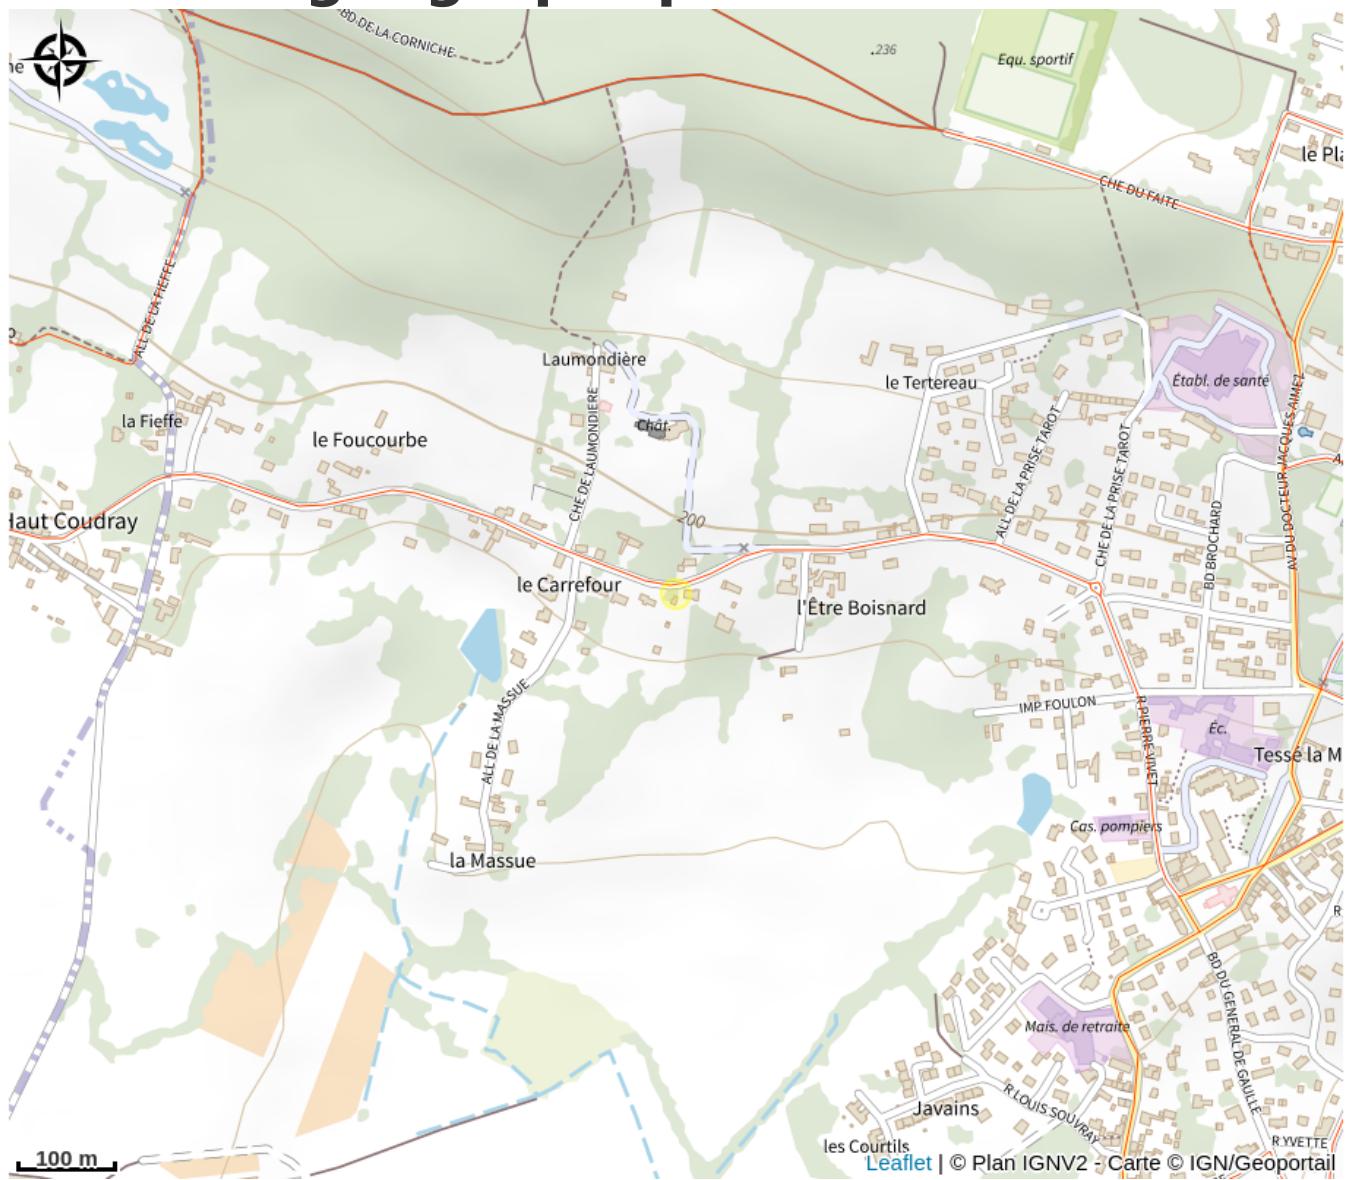 BD DE LA CORNICHE
.236
Equ. sportif
le Pla
CHE DU FAITE
ALL DE LA FIEFFE
Laumondière
le Tertereau
Établ. de santé
la Fieffe
le Foucourbe
Chât.
CHE DE LAUMONDIERE
ALL DE LA PRISE TAROT
CHE DE LA PRISE TAROT
AV DU DOCTEUR JACQUES AIMEZ
BD BROCHARD
200
Haut Coudray
le Carrefour
l'Être Boisnard
IMP FOULON
R PIERRE VIVET
Éc.
Tessé la M
ALL DE LA MASSUE
Cas. pompiers
la Massue
BD DU GENERAL DE GAULLE
Mais. de retraite
R LOUIS SOUVRAY
Javains
les Courtils
R YVETTE
100 m
Leaflet | © Plan IGNV2 - Carte © IGN/Geoportail